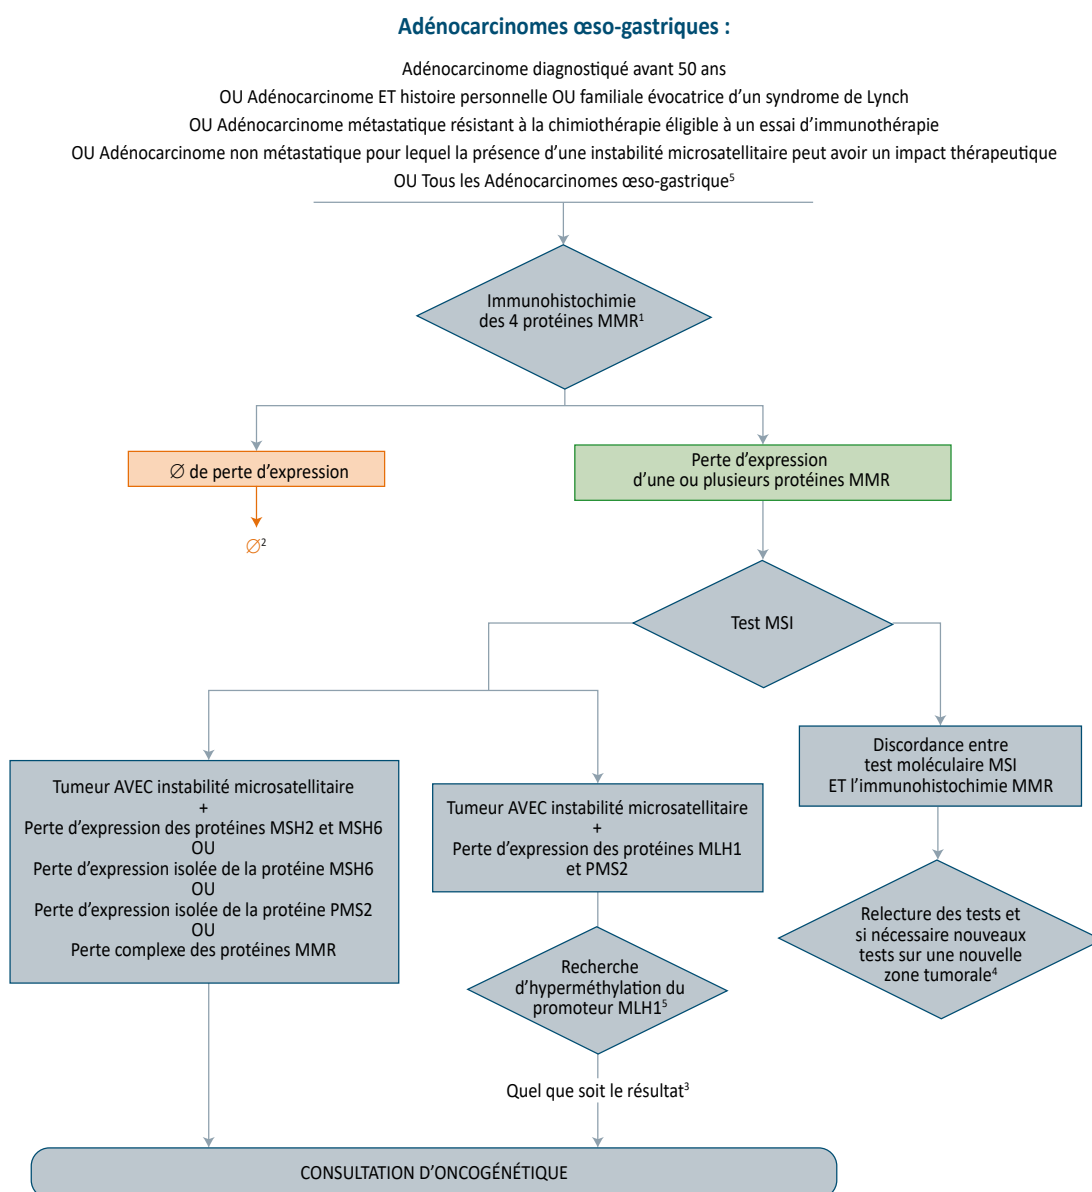 Adénocarcinomes œso-gastriques :
Adénocarcinome diagnostiqué avant 50 ans
OU Adénocarcinome ET histoire personnelle OU familiale évocatrice d’un syndrome de Lynch
OU Adénocarcinome métastatique résistant à la chimiothérapie éligible à un essai d’immunothérapie
OU Adénocarcinome non métastatique pour lequel la présence d’une instabilité microsatellitaire peut avoir un impact thérapeutique
OU Tous les Adénocarcinomes œso-gastrique⁵
Immunohistochimie
des 4 protéines MMR¹
∅ de perte d’expression
∅²
Perte d’expression
d’une ou plusieurs protéines MMR
Test MSI
Tumeur AVEC instabilité microsatellitaire
+
Perte d’expression des protéines MSH2 et MSH6
OU
Perte d’expression isolée de la protéine MSH6
OU
Perte d’expression isolée de la protéine PMS2
OU
Perte complexe des protéines MMR
Tumeur AVEC instabilité microsatellitaire
+
Perte d’expression des protéines MLH1
et PMS2
Discordance entre
test moléculaire MSI
ET l’immunohistochimie MMR
Relecture des tests et
si nécessaire nouveaux
tests sur une nouvelle
zone tumorale⁴
Recherche
d’hyperméthylation du
promoteur MLH1⁵
Quel que soit le résultat³
CONSULTATION D’ONCOGÉNÉTIQUE